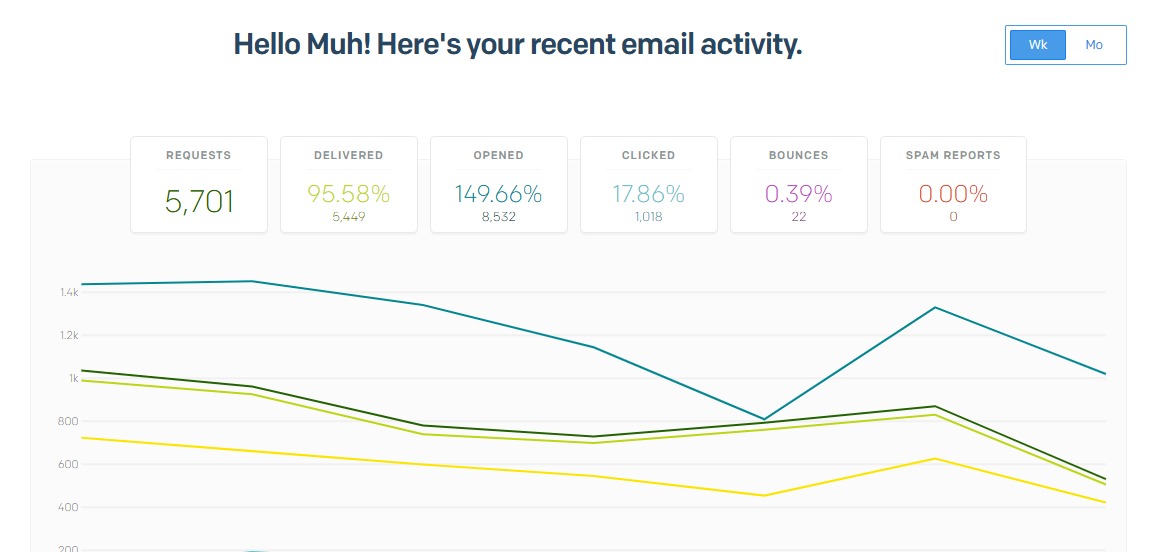 Hello Muh! Here's your recent email activity.
Wk Mo
REQUESTS DELIVERED OPENED CLICKED BOUNCES SPAM REPORTS
5,701 95.58% 149.66% 17.86% 0.39% 0.00%
5,449 8,532 1,018 22 0
1.4k
1.2k
1k
800
600
400
200